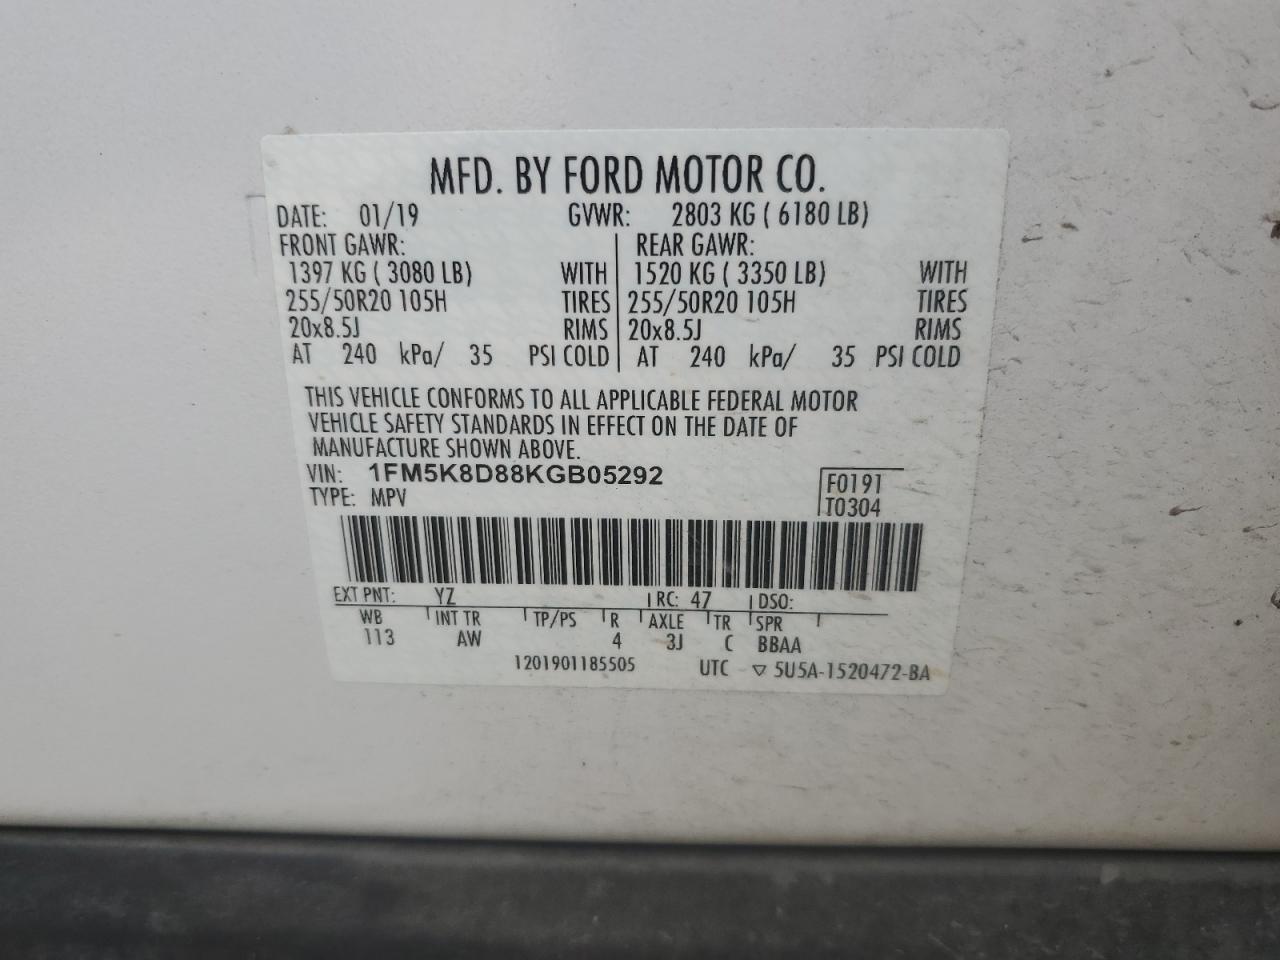 MFD. BY FORD MOTOR CO.
DATE: 01/19 GVWR: 2803 KG ( 6180 LB)
FRONT GAWR: REAR GAWR:
1397 KG ( 3080 LB) WITH 1520 KG ( 3350 LB) WITH
255/50R20 105H TIRES 255/50R20 105H TIRES
20x8.5J RIMS 20x8.5J RIMS
AT 240 kPa/ 35 PSI COLD AT 240 kPa/ 35 PSI COLD
THIS VEHICLE CONFORMS TO ALL APPLICABLE FEDERAL MOTOR
VEHICLE SAFETY STANDARDS IN EFFECT ON THE DATE OF
MANUFACTURE SHOWN ABOVE.
VIN: 1FM5K8D88KGB05292 F0191
TYPE: MPV T0304
EXT PNT: YZ RC: 47 DSO:
WB INT TR TP/PS R AXLE TR SPR
113 AW 4 3J C BBAA
1201901185505 UTC ▽ 5U5A-1520472-BA